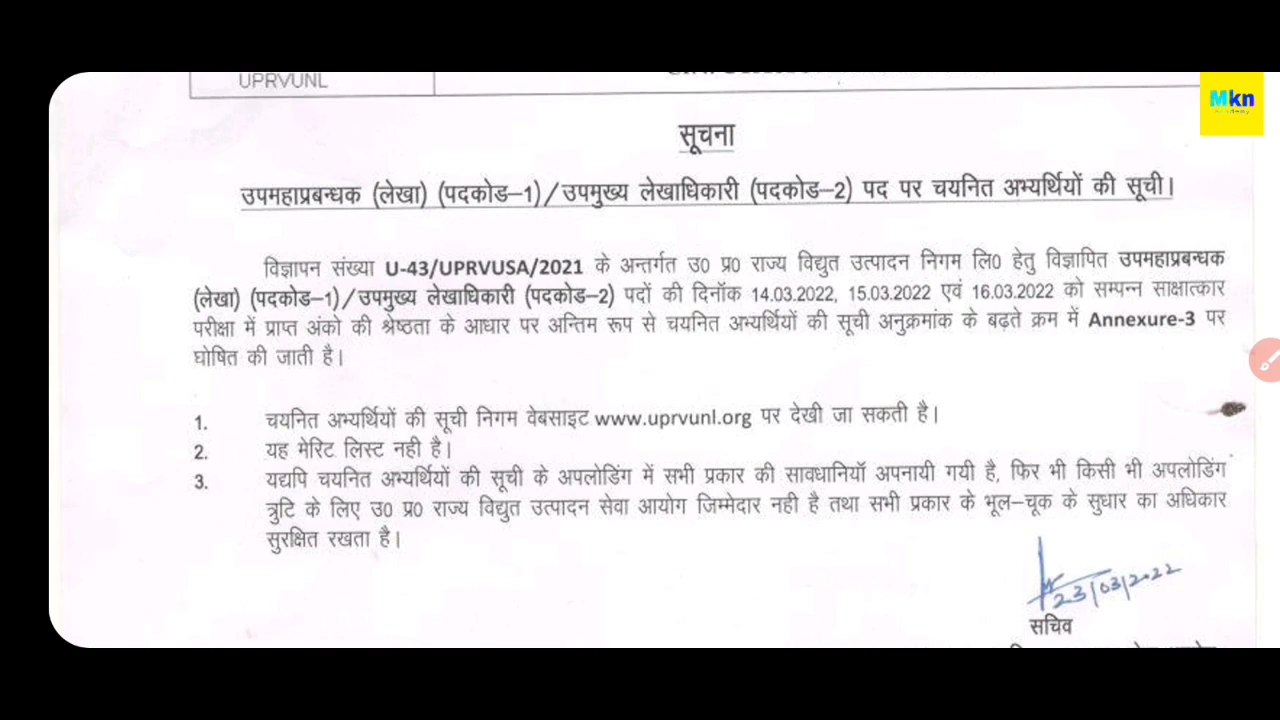 UPRVUNL
Mkn
Academy
सूचना
उपमहाप्रबन्धक (लेखा) (पदकोड–1)/उपमुख्य लेखाधिकारी (पदकोड–2) पद पर चयनित अभ्यर्थियों की सूची।
विज्ञापन संख्या U-43/UPRVUSA/2021 के अन्तर्गत उ0 प्र0 राज्य विद्युत उत्पादन निगम लि0 हेतु विज्ञापित उपमहाप्रबन्धक
(लेखा) (पदकोड–1)/उपमुख्य लेखाधिकारी (पदकोड–2) पदों की दिनॉक 14.03.2022, 15.03.2022 एवं 16.03.2022 को सम्पन्न साक्षात्कार
परीक्षा में प्राप्त अंको की श्रेष्ठता के आधार पर अन्तिम रूप से चयनित अभ्यर्थियों की सूची अनुक्रमांक के बढ़ते क्रम में Annexure-3 पर
घोषित की जाती है।
1. चयनित अभ्यर्थियों की सूची निगम वेबसाइट www.uprvunl.org पर देखी जा सकती है।
2. यह मेरिट लिस्ट नही है।
3. यद्यपि चयनित अभ्यर्थियों की सूची के अपलोडिंग में सभी प्रकार की सावधानियॉ अपनायी गयी है, फिर भी किसी भी अपलोडिंग
त्रुटि के लिए उ0 प्र0 राज्य विद्युत उत्पादन सेवा आयोग जिम्मेदार नही है तथा सभी प्रकार के भूल–चूक के सुधार का अधिकार
सुरक्षित रखता है।
23/03/2022
सचिव